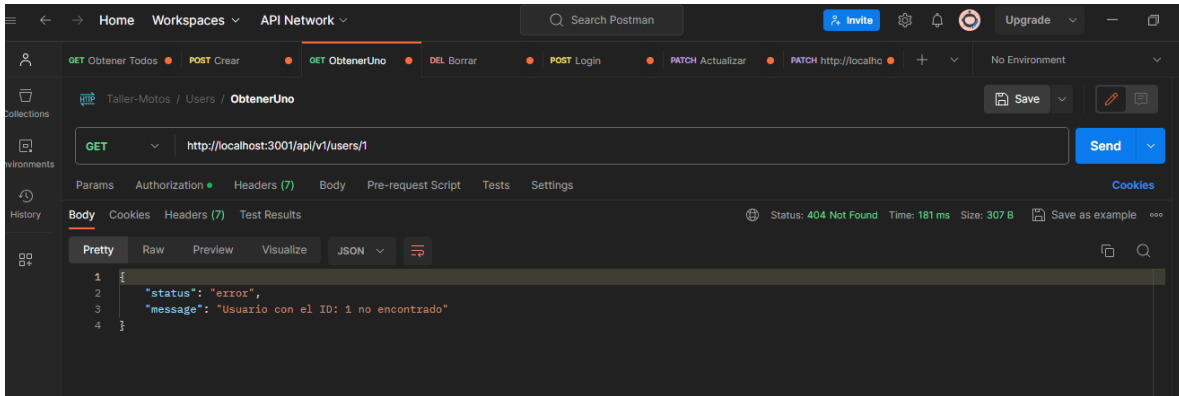 Home Workspaces API Network Search Postman Invite Upgrade
GET Obtener Todos POST Crear GET ObtenerUno DEL Borrar POST Login PATCH Actualizar PATCH http://localho No Environment
HTTP Taller-Motos / Users / ObtenerUno Save
Collections
GET http://localhost:3001/api/v1/users/1 Send
nvironments
Params Authorization Headers (7) Body Pre-request Script Tests Settings Cookies
History
Body Cookies Headers (7) Test Results Status: 404 Not Found Time: 181 ms Size: 307 B Save as example
Pretty Raw Preview Visualize JSON
1 {
2 "status": "error",
3 "message": "Usuario con el ID: 1 no encontrado"
4 }